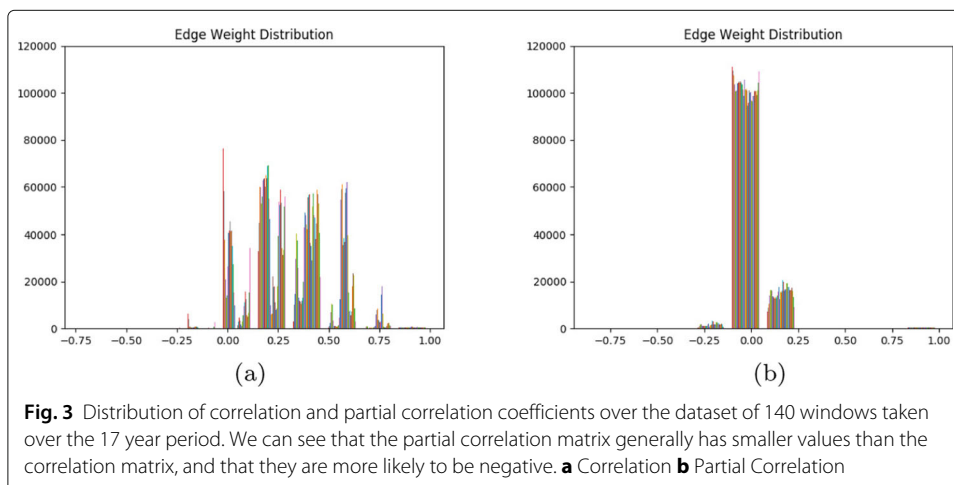 Edge Weight Distribution
120000
100000
80000
60000
40000
20000
0
−0.75 −0.50 −0.25 0.00 0.25 0.50 0.75 1.00
(a)
Edge Weight Distribution
120000
100000
80000
60000
40000
20000
0
−0.75 −0.50 −0.25 0.00 0.25 0.50 0.75 1.00
(b)
Fig. 3 Distribution of correlation and partial correlation coefficients over the dataset of 140 windows taken
over the 17 year period. We can see that the partial correlation matrix generally has smaller values than the
correlation matrix, and that they are more likely to be negative. a Correlation b Partial Correlation